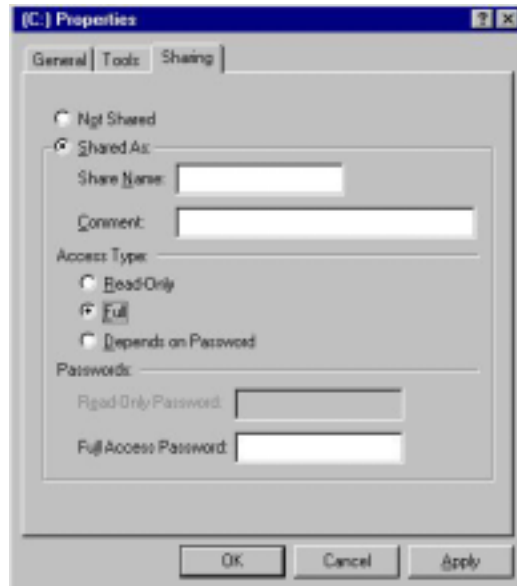 (C:) Properties
General Tools Sharing
Not Shared
Shared As:
Share Name:
Comment:
Access Type:
Read-Only
Full
Depends on Password
Passwords:
Read-Only Password:
Full Access Password:
OK Cancel Apply